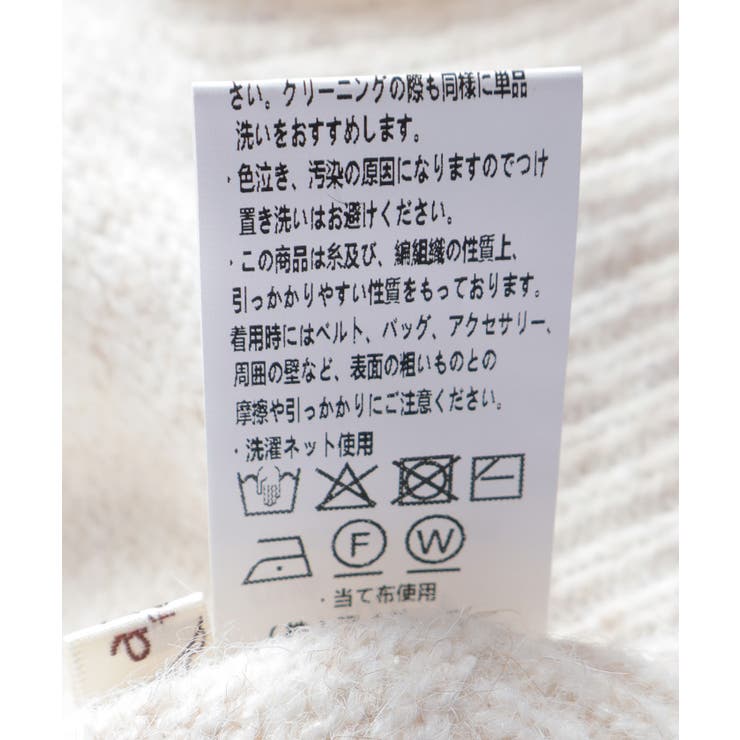 さい。クリーニングの際も同様に単品
洗いをおすすめします。
・色泣き、汚染の原因になりますのでつけ
置き洗いはお避けください。
・この商品は糸及び、編組織の性質上、
引っかかりやすい性質をもっております。
着用時にはベルト、バッグ、アクセサリー、
周囲の壁など、表面の粗いものとの
摩擦や引っかかりにご注意ください。
・洗濯ネット使用
F W
・当て布使用